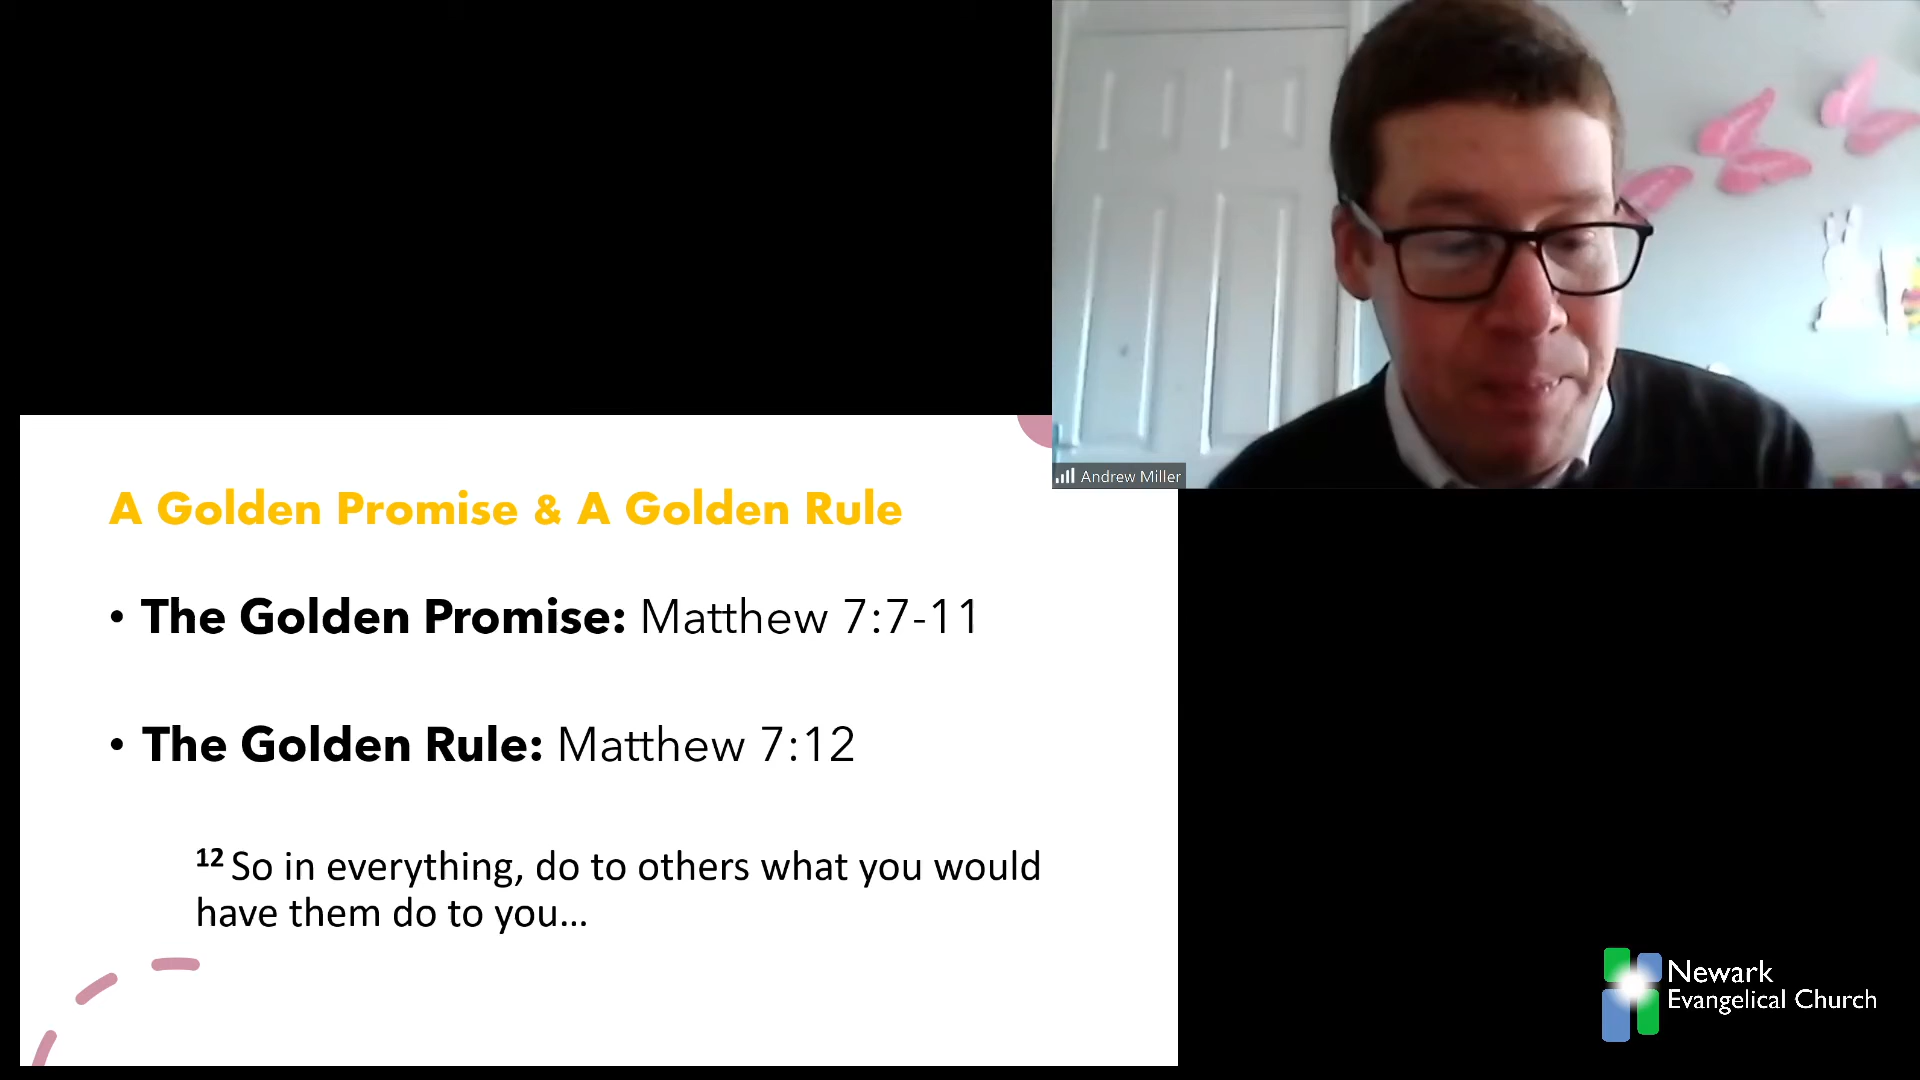 Andrew Miller
A Golden Promise & A Golden Rule
• The Golden Promise: Matthew 7:7-11
• The Golden Rule: Matthew 7:12
12 So in everything, do to others what you would
have them do to you...
Newark
Evangelical Church